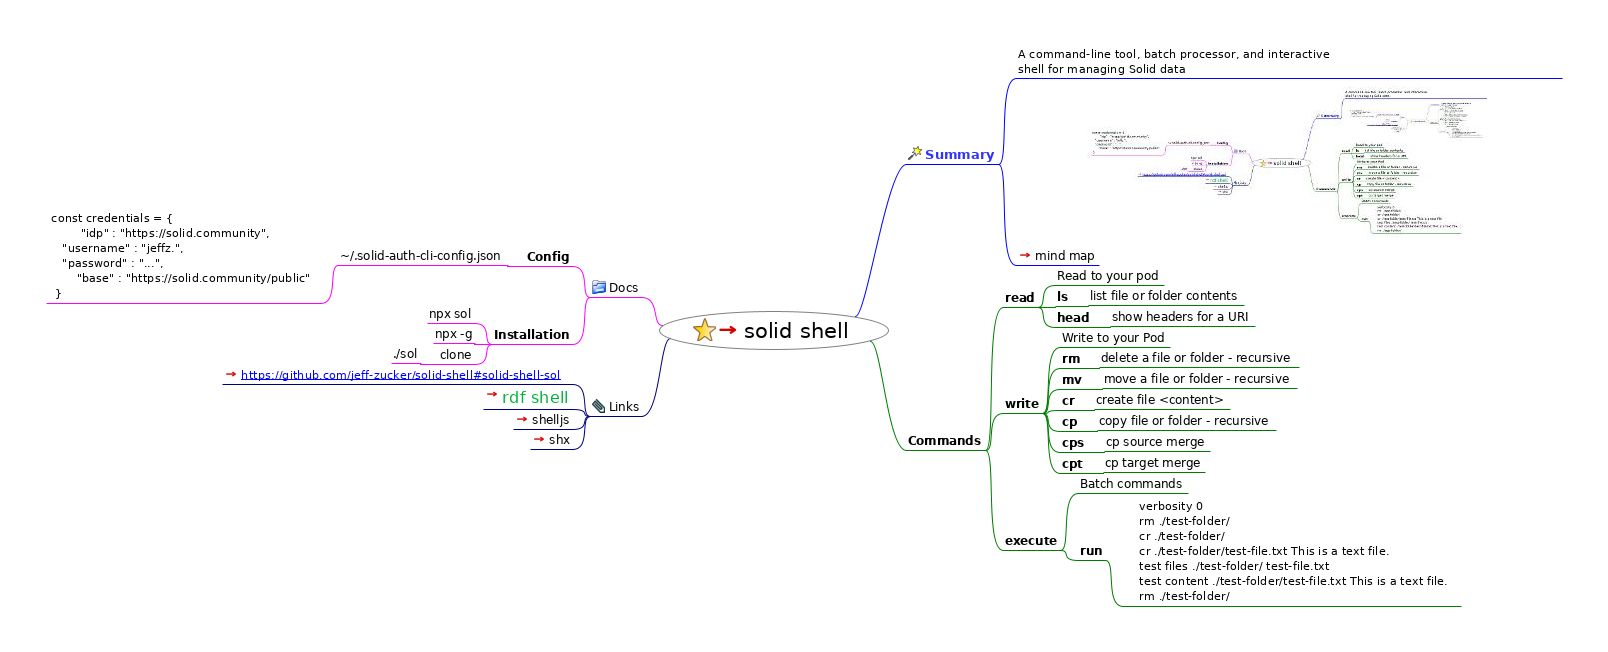 solid shell
Summary
A command-line tool, batch processor, and interactive
shell for managing Solid data
mind map
Commands
read
Read to your pod
ls list file or folder contents
head show headers for a URI
write
Write to your Pod
rm delete a file or folder - recursive
mv move a file or folder - recursive
cr create file <content>
cp copy file or folder - recursive
cps cp source merge
cpt cp target merge
execute
Batch commands
run
verbosity 0
rm ./test-folder/
cr ./test-folder/
cr ./test-folder/test-file.txt This is a text file.
test files ./test-folder/ test-file.txt
test content ./test-folder/test-file.txt This is a text file.
rm ./test-folder/
Docs
Config
~/.solid-auth-cli-config.json
const credentials = {
"idp" : "https://solid.community",
"username" : "jeffz.",
"password" : "...",
"base" : "https://solid.community/public"
}
Installation
npx sol
npx -g
clone
./sol
Links
https://github.com/jeff-zucker/solid-shell#solid-shell-sol
rdf shell
shelljs
shx